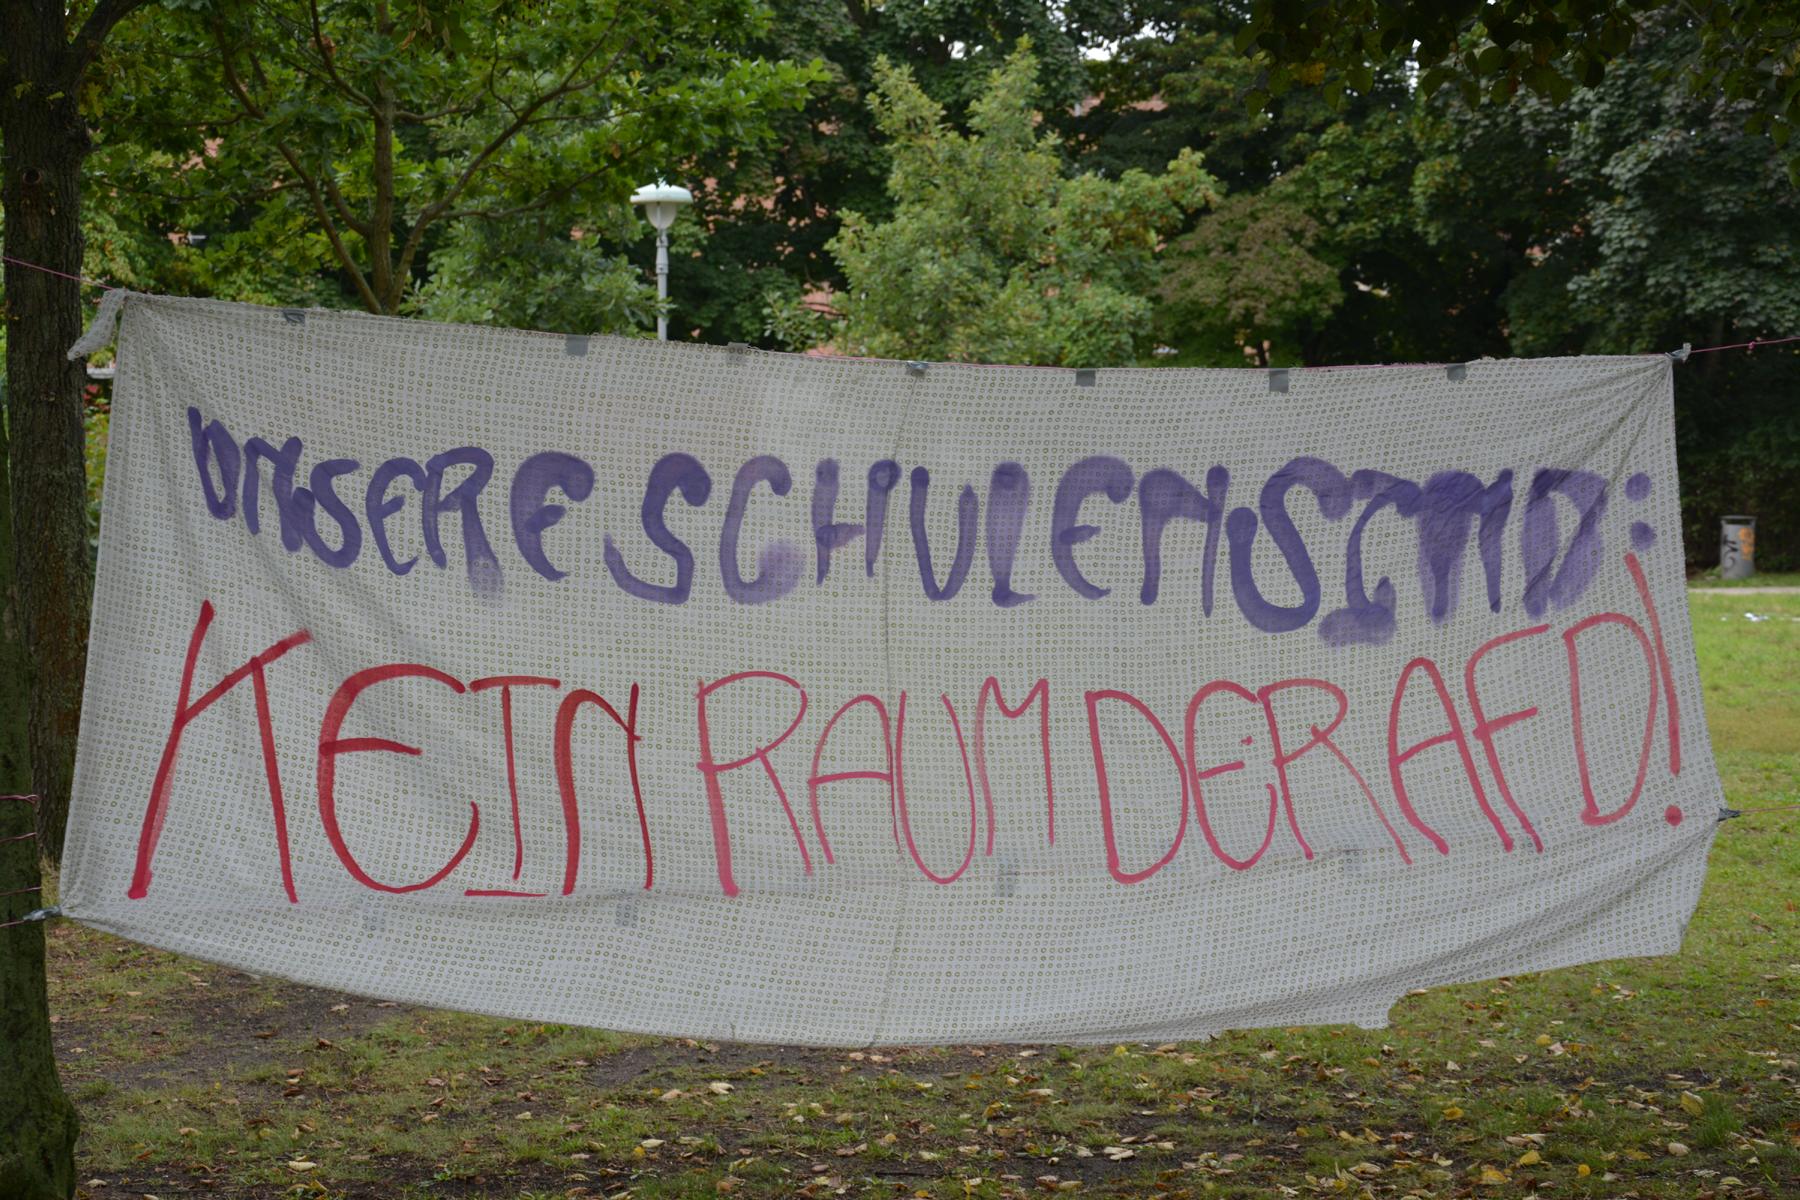 UNSERE SCHULEN SIND:
KEIN RAUM DER AFD!